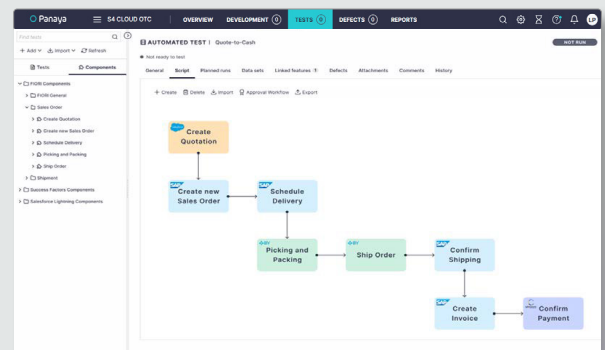 Panaya
S4 CLOUD OTC
OVERVIEW
DEVELOPMENT 0
TESTS 0
DEFECTS 0
REPORTS
LP
Find here
+ Add
Import
Refresh
Tests
Components
FIORI Components
FIORI General
Sales Order
Create Quotation
Create new Sales Order
Schedule Delivery
Picking and Packing
Ship Order
Shipment
Success Factors Components
Salesforce Lightning Components
AUTOMATED TEST | Quote-to-Cash
NOT RUN
Not ready to test
General
Script
Planned runs
Data sets
Linked features 1
Defects
Attachments
Comments
History
+ Create
Delete
Import
Approval Workflow
Export
Create
Quotation
SAP
Create new
Sales Order
SAP
Schedule
Delivery
BY
Picking and
Packing
BY
Ship Order
SAP
Confirm
Shipping
SAP
Create
Invoice
Confirm
Payment